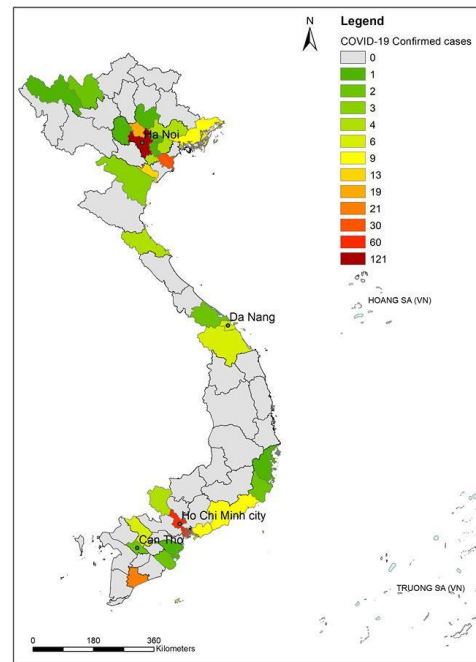 N
Legend
COVID-19 Confirmed cases
0
1
2
3
4
6
9
13
19
21
30
60
121
Ha Noi
HOANG SA (VN)
Da Nang
Ho Chi Minh city
Can Tho
TRUONG SA (VN)
0 180 360
Kilometers